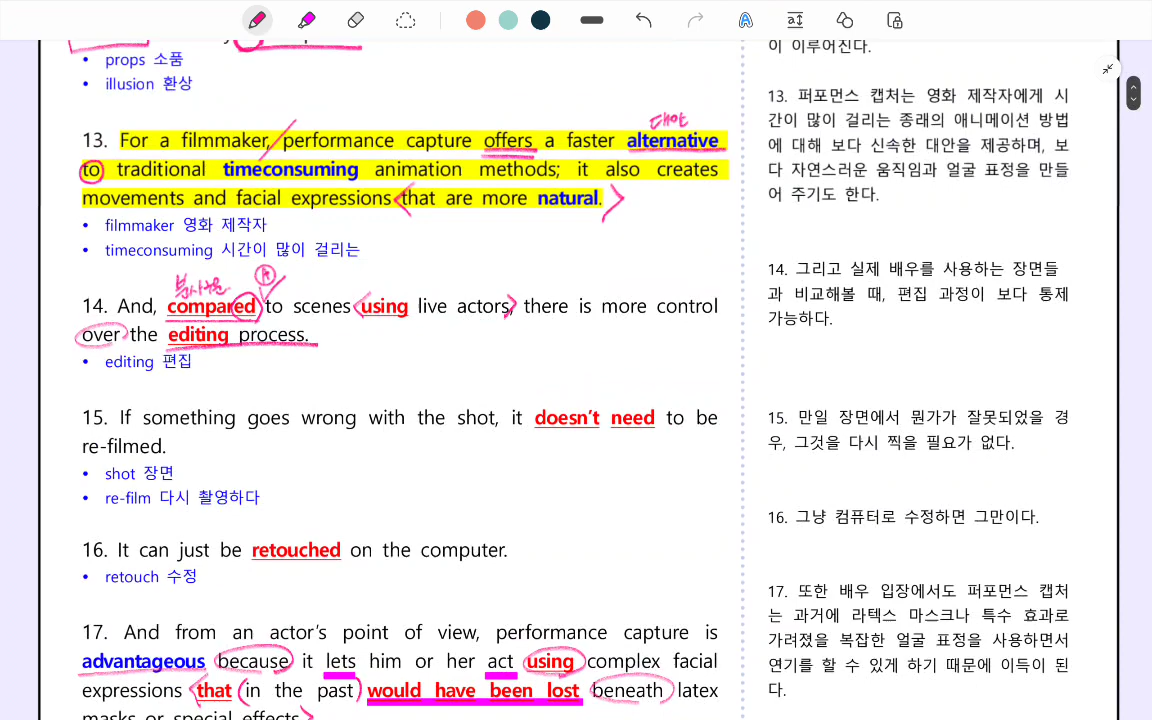 • props 소품
• illusion 환상
대안
13. For a filmmaker, performance capture offers a faster alternative
to traditional timeconsuming animation methods; it also creates
movements and facial expressions that are more natural.
• filmmaker 영화 제작자
• timeconsuming 시간이 많이 걸리는
분사구문
14. And, compared to scenes using live actors, there is more control
over the editing process.
• editing 편집
15. If something goes wrong with the shot, it doesn't need to be
re-filmed.
• shot 장면
• re-film 다시 촬영하다
16. It can just be retouched on the computer.
• retouch 수정
17. And from an actor's point of view, performance capture is
advantageous because it lets him or her act using complex facial
expressions that (in the past) would have been lost beneath latex
masks or special effects.
이 이루어진다.
13. 퍼포먼스 캡처는 영화 제작자에게 시
간이 많이 걸리는 종래의 애니메이션 방법
에 대해 보다 신속한 대안을 제공하며, 보
다 자연스러운 움직임과 얼굴 표정을 만들
어 주기도 한다.
14. 그리고 실제 배우를 사용하는 장면들
과 비교해볼 때, 편집 과정이 보다 통제
가능하다.
15. 만일 장면에서 뭔가가 잘못되었을 경
우, 그것을 다시 찍을 필요가 없다.
16. 그냥 컴퓨터로 수정하면 그만이다.
17. 또한 배우 입장에서도 퍼포먼스 캡처
는 과거에 라텍스 마스크나 특수 효과로
가려졌을 복잡한 얼굴 표정을 사용하면서
연기를 할 수 있게 하기 때문에 이득이 된
다.